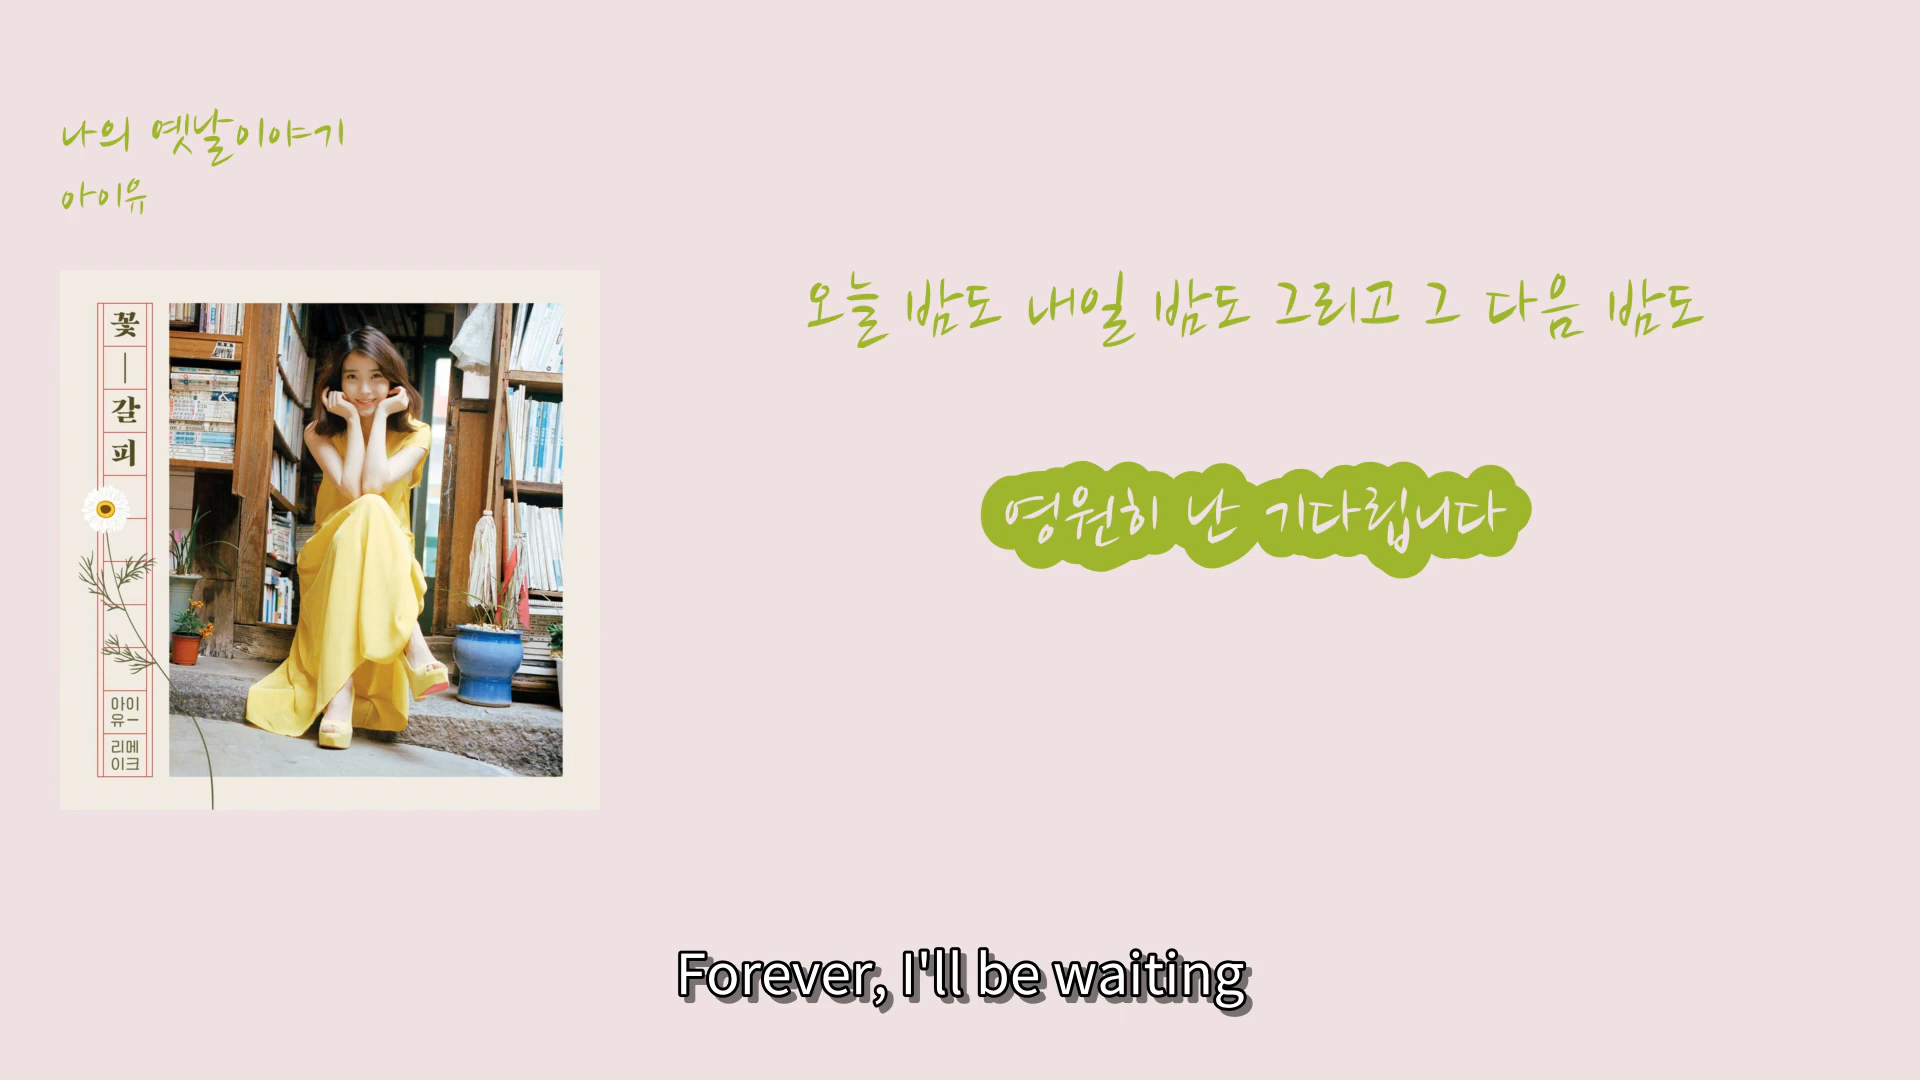 나의 옛날이야기
아이유
꽃
갈
피
아이
유ー
리메
이크
오늘 밤도 내일 밤도 그리고 그 다음 밤도
영원히 난 기다립니다
Forever, I'll be waiting